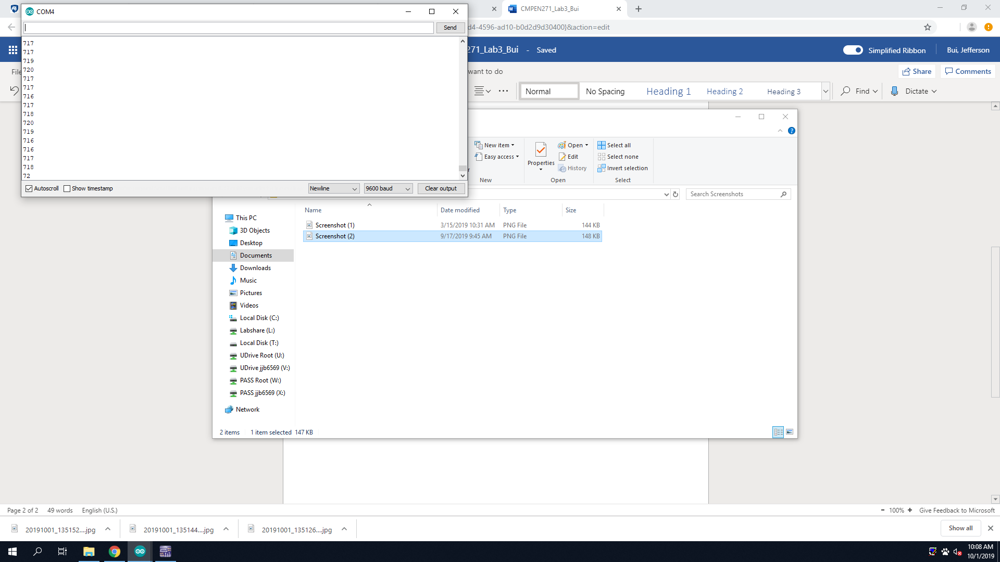 COM4
Send
717
717
719
720
717
717
716
717
718
720
719
716
716
717
718
72
Autoscroll
Show timestamp
Newline
9600 baud
Clear output
CMPEN271_Lab3_Bui
d4-4596-ad10-b0d2d9d30400}&action=edit
271_Lab3_Bui - Saved
Simplified Ribbon
Bui, Jefferson
File
want to do
Share
Comments
Normal
No Spacing
Heading 1
Heading 2
Heading 3
Find
Dictate
New item
Easy access
New
Properties
Open
Edit
History
Open
Select all
Select none
Invert selection
Select
Search Screenshots
Name Date modified Type Size
Screenshot (1) 3/15/2019 10:31 AM PNG File 144 KB
Screenshot (2) 9/17/2019 9:45 AM PNG File 148 KB
This PC
3D Objects
Desktop
Documents
Downloads
Music
Pictures
Videos
Local Disk (C:)
Labshare (L:)
Local Disk (T:)
UDrive Root (U:)
UDrive jjb6569 (V:)
PASS Root (W:)
PASS jjb6569 (X:)
Network
2 items 1 item selected 147 KB
Page 2 of 2 49 words English (U.S.)
- 100% + Give Feedback to Microsoft
20191001_135152....jpg
20191001_135144....jpg
20191001_135126....jpg
Show all
10:08 AM
10/1/2019